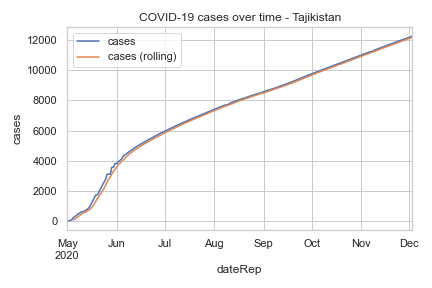 COVID-19 cases over time - Tajikistan
cases
cases (rolling)
12000
10000
8000
6000
4000
2000
0
cases
May Jun Jul Aug Sep Oct Nov Dec
2020
dateRep